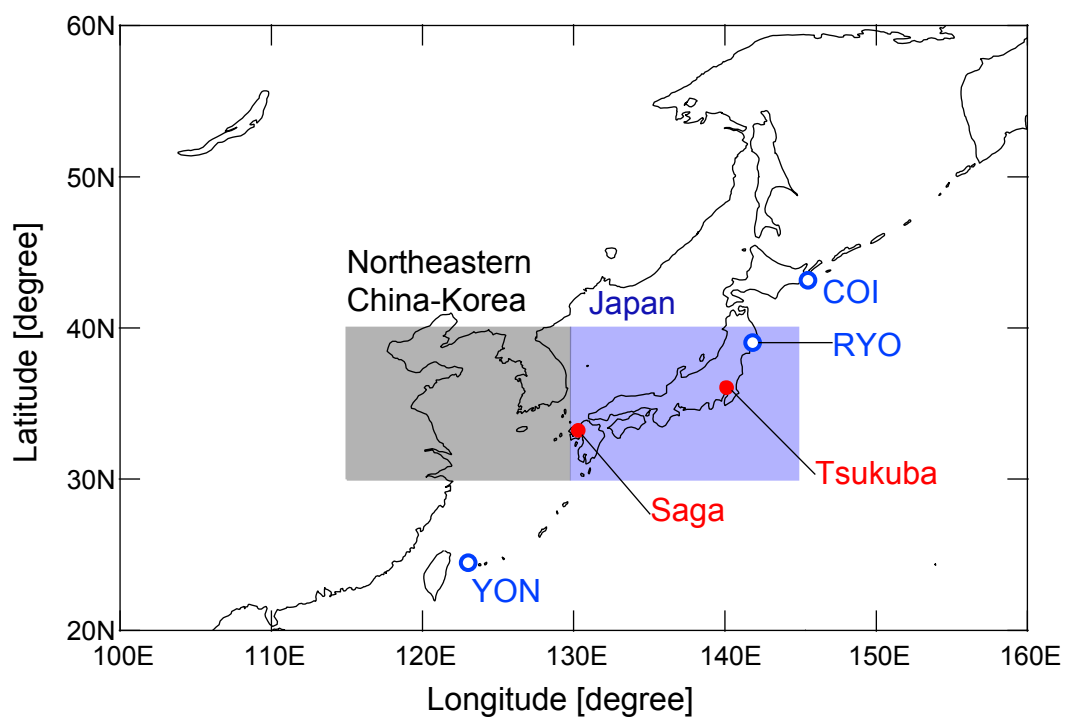 60N
50N
40N
30N
20N
100E
110E
120E
130E
140E
150E
160E
Latitude [degree]
Longitude [degree]
Northeastern
China-Korea
Japan
COI
RYO
Tsukuba
Saga
YON